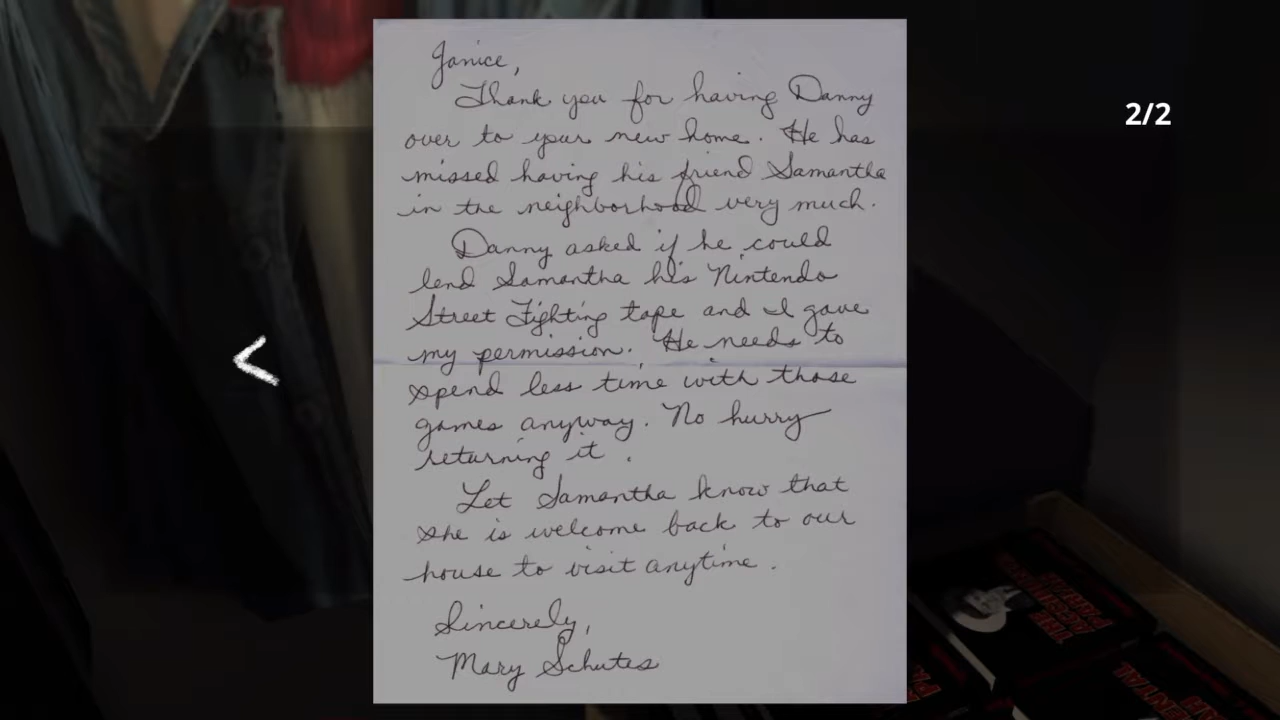 Janice,
Thank you for having Danny
over to your new home. He has
missed having his friend Samantha
in the neighborhood very much.
Danny asked if he could
lend Samantha his Nintendo
Street Fighting tape and I gave
my permission. He needs to
spend less time with those
games anyway. No hurry
returning it.
Let Samantha know that
she is welcome back to our
house to visit anytime.
Sincerely,
Mary Schutes
2/2
<
THE
ACCIDENTAL
PARIAH